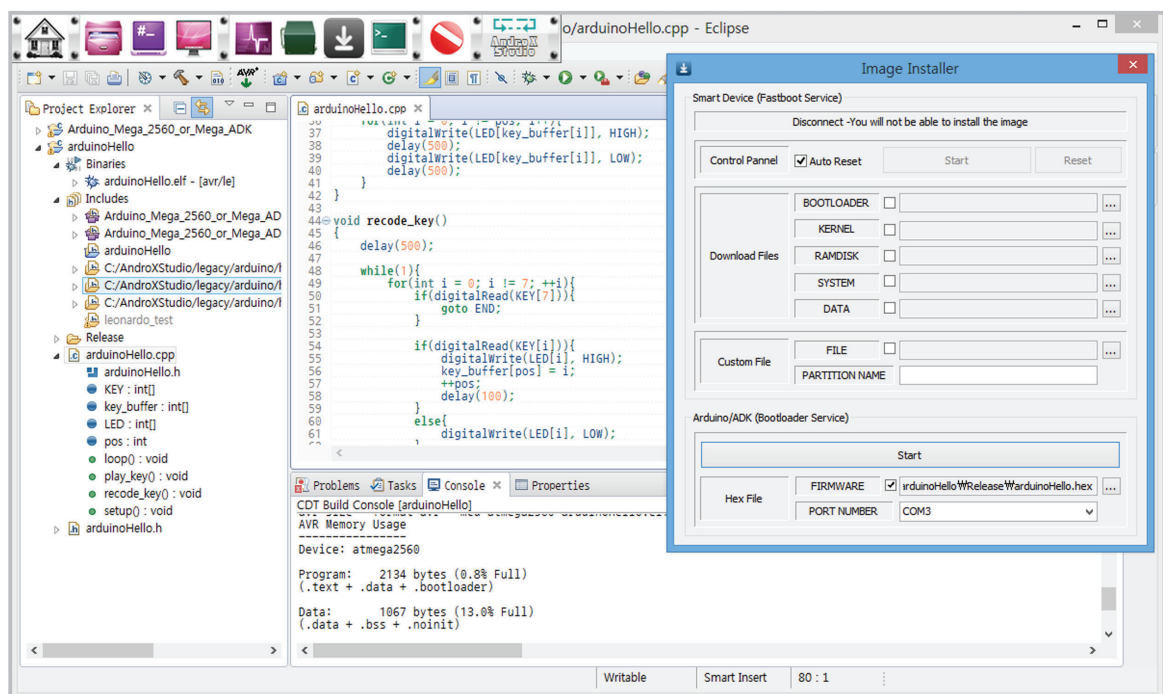 #_
>_
AndroX
Studio
o/arduinoHello.cpp - Eclipse
AVR*
010
Project Explorer
Arduino_Mega_2560_or_Mega_ADK
arduinoHello
Binaries
arduinoHello.elf - [avr/le]
Includes
Arduino_Mega_2560_or_Mega_AD
Arduino_Mega_2560_or_Mega_AD
arduinoHello
C:/AndroXStudio/legacy/arduino/h
C:/AndroXStudio/legacy/arduino/h
C:/AndroXStudio/legacy/arduino/h
leonardo_test
Release
arduinoHello.cpp
arduinoHello.h
KEY : int[]
key_buffer : int[]
LED : int[]
pos : int
loop() : void
play_key() : void
recode_key() : void
setup() : void
arduinoHello.h
arduinoHello.cpp
36 for(int i = 0; i != pos; i++){
37 digitalWrite(LED[key_buffer[i]], HIGH);
38 delay(500);
39 digitalWrite(LED[key_buffer[i]], LOW);
40 delay(500);
41 }
42 }
43
44 void recode_key()
45 {
46 delay(500);
47
48 while(1){
49 for(int i = 0; i != 7; ++i){
50 if(digitalRead(KEY[7])){
51 goto END;
52 }
53
54 if(digitalRead(KEY[i])){
55 digitalWrite(LED[i], HIGH);
56 key_buffer[pos] = i;
57 ++pos;
58 delay(100);
59 }
60 else{
61 digitalWrite(LED[i], LOW);
62 }
Problems Tasks Console Properties
CDT Build Console [arduinoHello]
AVR Memory Usage
----------------
Device: atmega2560
Program: 2134 bytes (0.8% Full)
(.text + .data + .bootloader)
Data: 1067 bytes (13.0% Full)
(.data + .bss + .noinit)
Writable Smart Insert 80 : 1
Image Installer
Smart Device (Fastboot Service)
Disconnect -You will not be able to install the image
Control Pannel Auto Reset Start Reset
Download Files
BOOTLOADER ...
KERNEL ...
RAMDISK ...
SYSTEM ...
DATA ...
Custom File
FILE ...
PARTITION NAME
Arduino/ADK (Bootloader Service)
Start
Hex File
FIRMWARE irduinoHello₩Release₩arduinoHello.hex ...
PORT NUMBER COM3